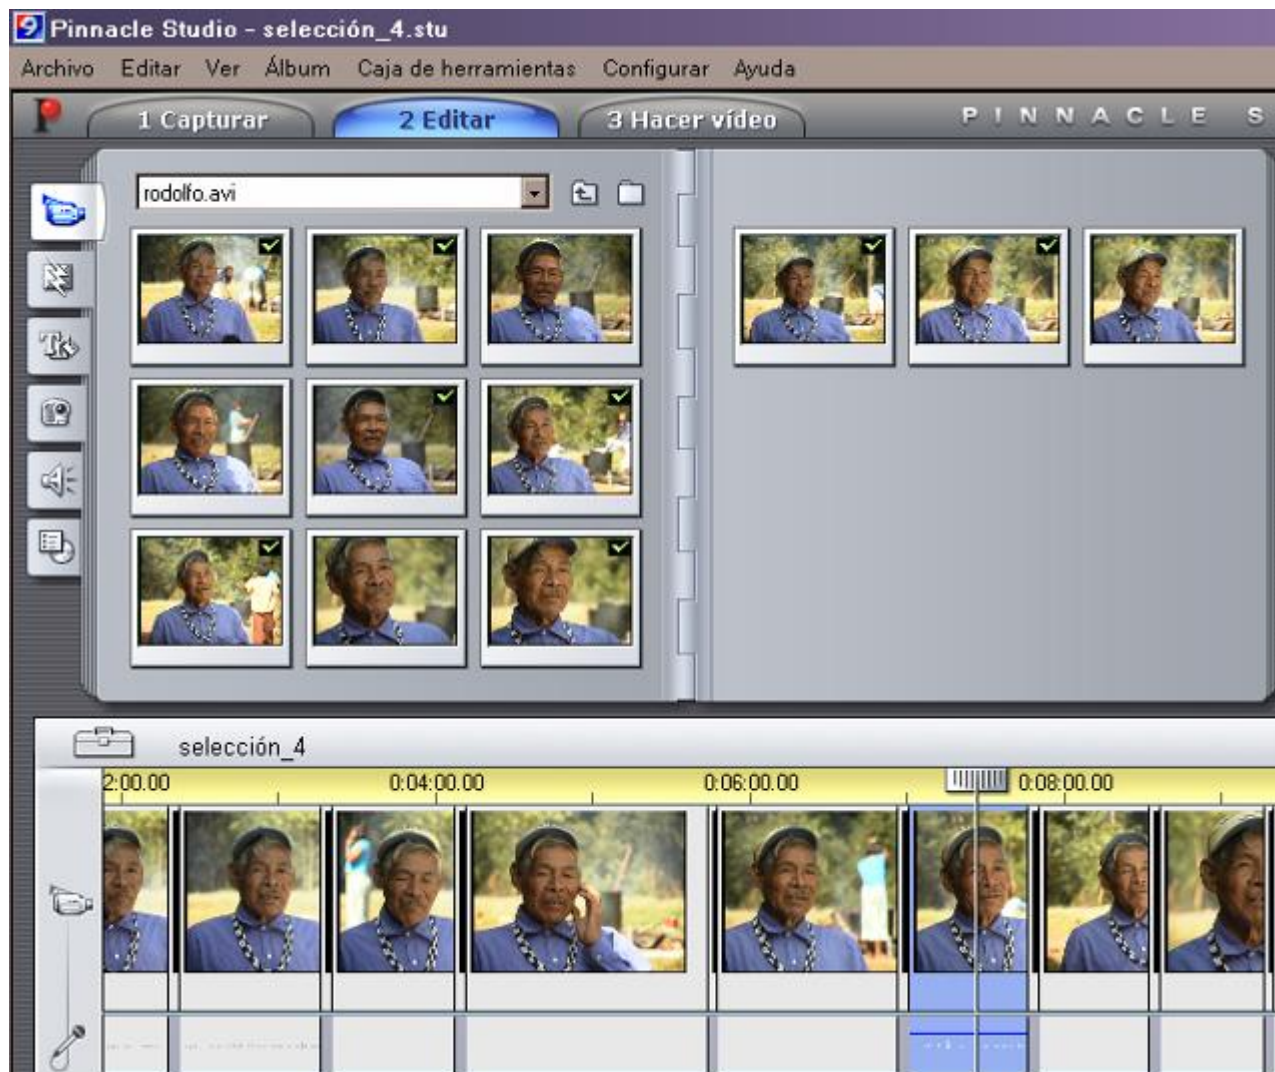 Pinnacle Studio - selección_4.stu
Archivo Editar Ver Álbum Caja de herramientas Configurar Ayuda
1 Capturar 2 Editar 3 Hacer vídeo PINNACLE S
rodolfo.avi
selección_4
2:00.00 0:04:00.00 0:06:00.00 0:08:00.00